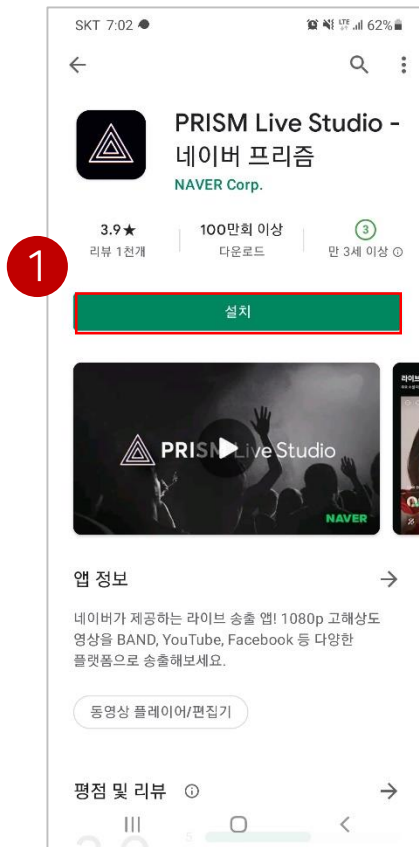 SKT 7:02
LTE 62%
PRISM Live Studio -
네이버 프리즘
NAVER Corp.
3.9★
100만회 이상
3
리뷰 1천개
다운로드
만 3세 이상
1
설치
PRISM Live Studio
NAVER
앱 정보
네이버가 제공하는 라이브 송출 앱! 1080p 고해상도
영상을 BAND, YouTube, Facebook 등 다양한
플랫폼으로 송출해보세요.
동영상 플레이어/편집기
평점 및 리뷰
5